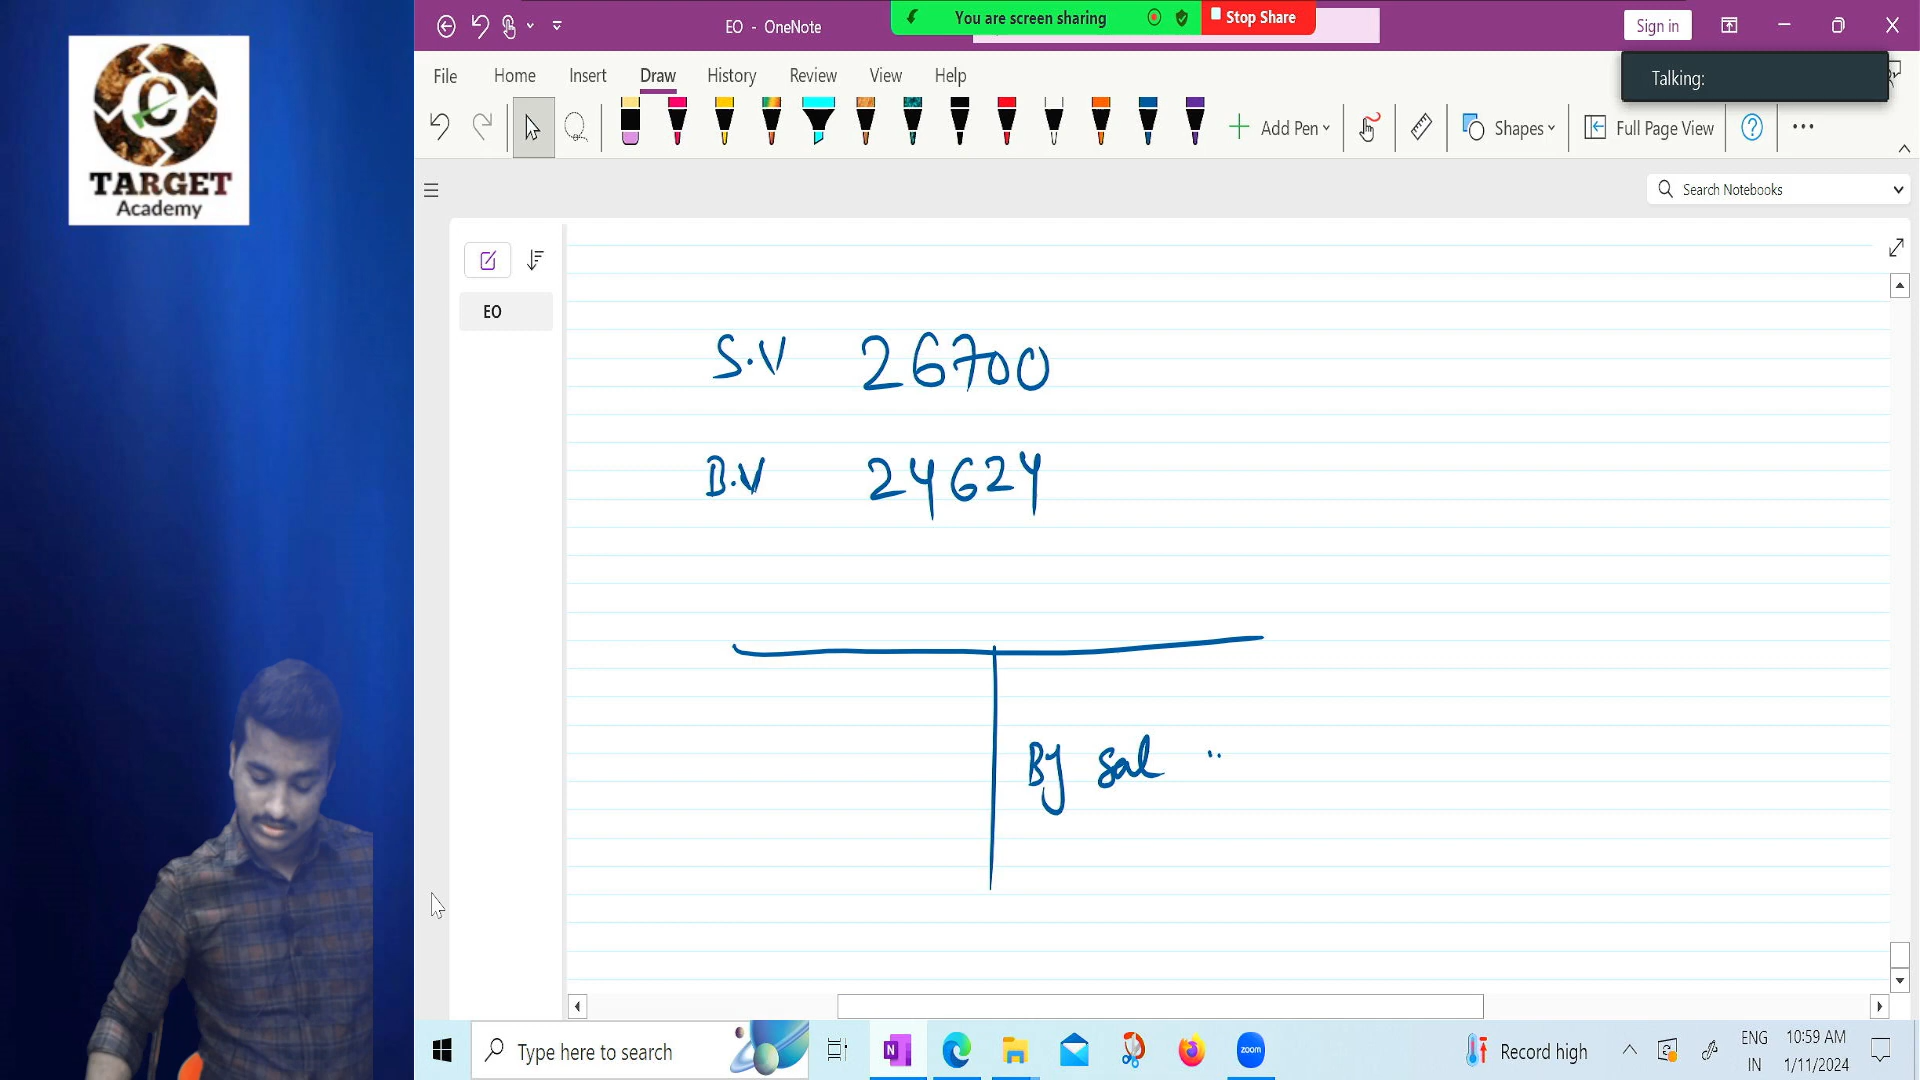 TARGET
Academy
EO - OneNote
You are screen sharing
Stop Share
Sign in
Talking:
File Home Insert Draw History Review View Help
Add Pen
Shapes
Full Page View
Search Notebooks
EO
S.V 26700
B.V 24624
By sal ..
Type here to search
zoom
Record high
ENG
IN
10:59 AM
1/11/2024